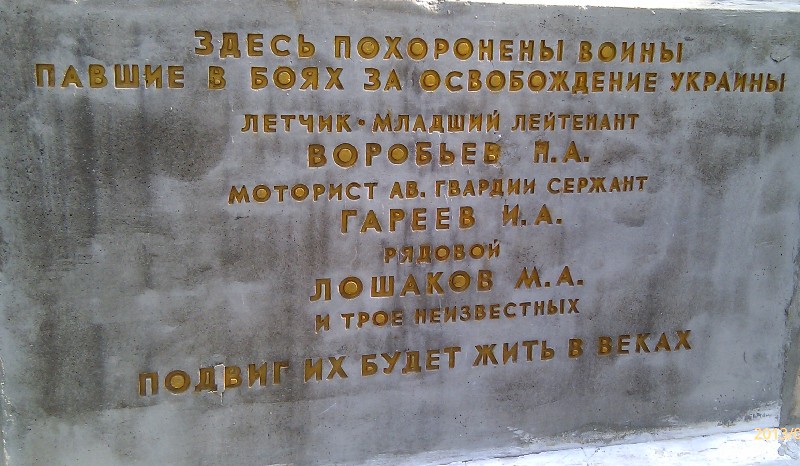 ЗДЕСЬ ПОХОРОНЕНЫ ВОИНЫ
ПАВШИЕ В БОЯХ ЗА ОСВОБОЖДЕНИЕ УКРАИНЫ
ЛЕТЧИК-МЛАДШИЙ ЛЕЙТЕНАНТ
ВОРОБЬЕВ Н.А.
МОТОРИСТ АВ. ГВАРДИИ СЕРЖАНТ
ГАРЕЕВ И.А.
РЯДОВОЙ
ЛОШАКОВ М.А.
И ТРОЕ НЕИЗВЕСТНЫХ
ПОДВИГ ИХ БУДЕТ ЖИТЬ В ВЕКАХ